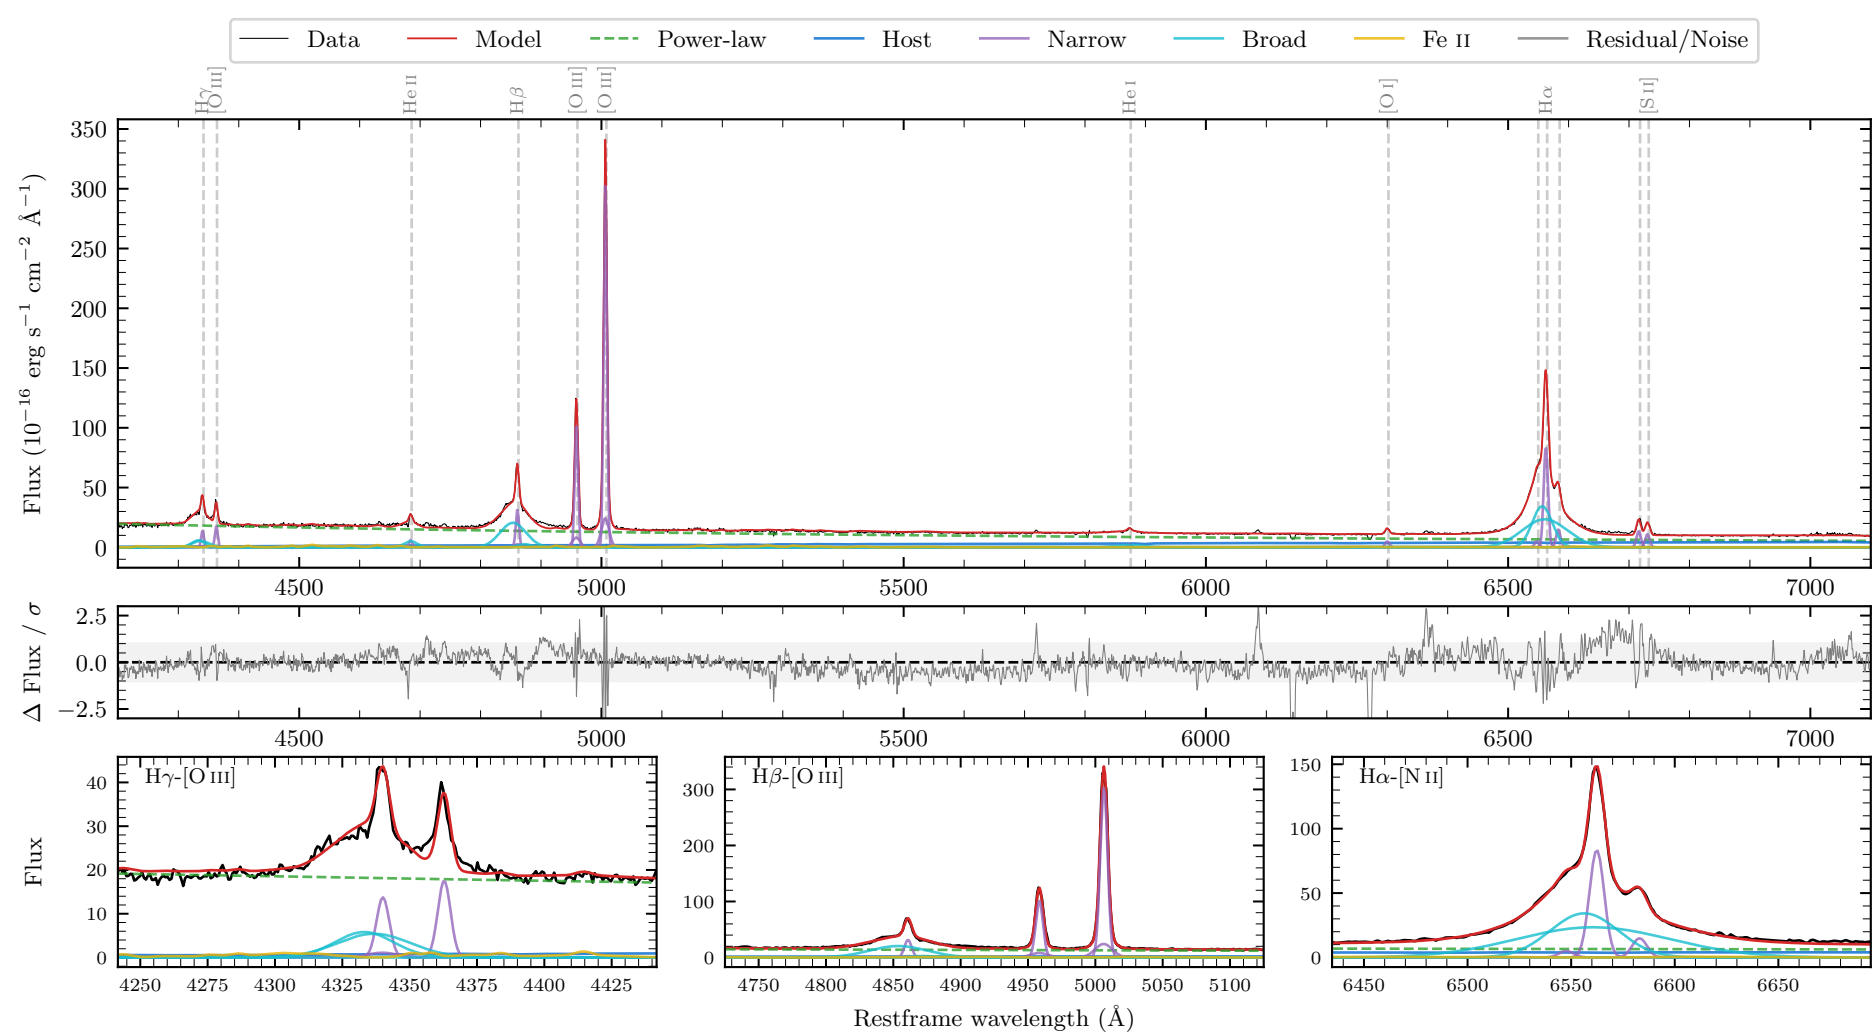 Data Model Power-law Host Narrow Broad Fe II Residual/Noise
Hγ [O III] He II Hβ [O III] [O III] He I [O I] Hα [S II]
Flux (10⁻¹⁶ erg s⁻¹ cm⁻² Å⁻¹)
350
300
250
200
150
100
50
0
4500 5000 5500 6000 6500 7000
Δ Flux / σ
2.5
0.0
−2.5
4500 5000 5500 6000 6500 7000
Flux
Hγ-[O III]
40
30
20
10
0
4250 4275 4300 4325 4350 4375 4400 4425
Hβ-[O III]
300
200
100
0
4750 4800 4850 4900 4950 5000 5050 5100
Hα-[N II]
150
100
50
0
6450 6500 6550 6600 6650
Restframe wavelength (Å)